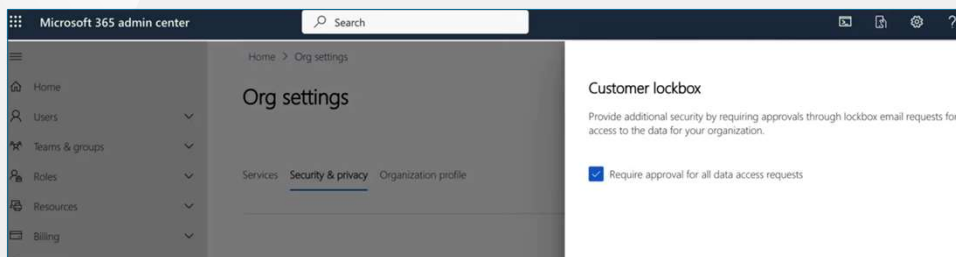 Microsoft 365 admin center
Search
?
Home > Org settings
Home
Org settings
Users
Teams & groups
Roles
Services Security & privacy Organization profile
Resources
Billing
Customer lockbox
Provide additional security by requiring approvals through lockbox email requests for
access to the data for your organization.
Require approval for all data access requests